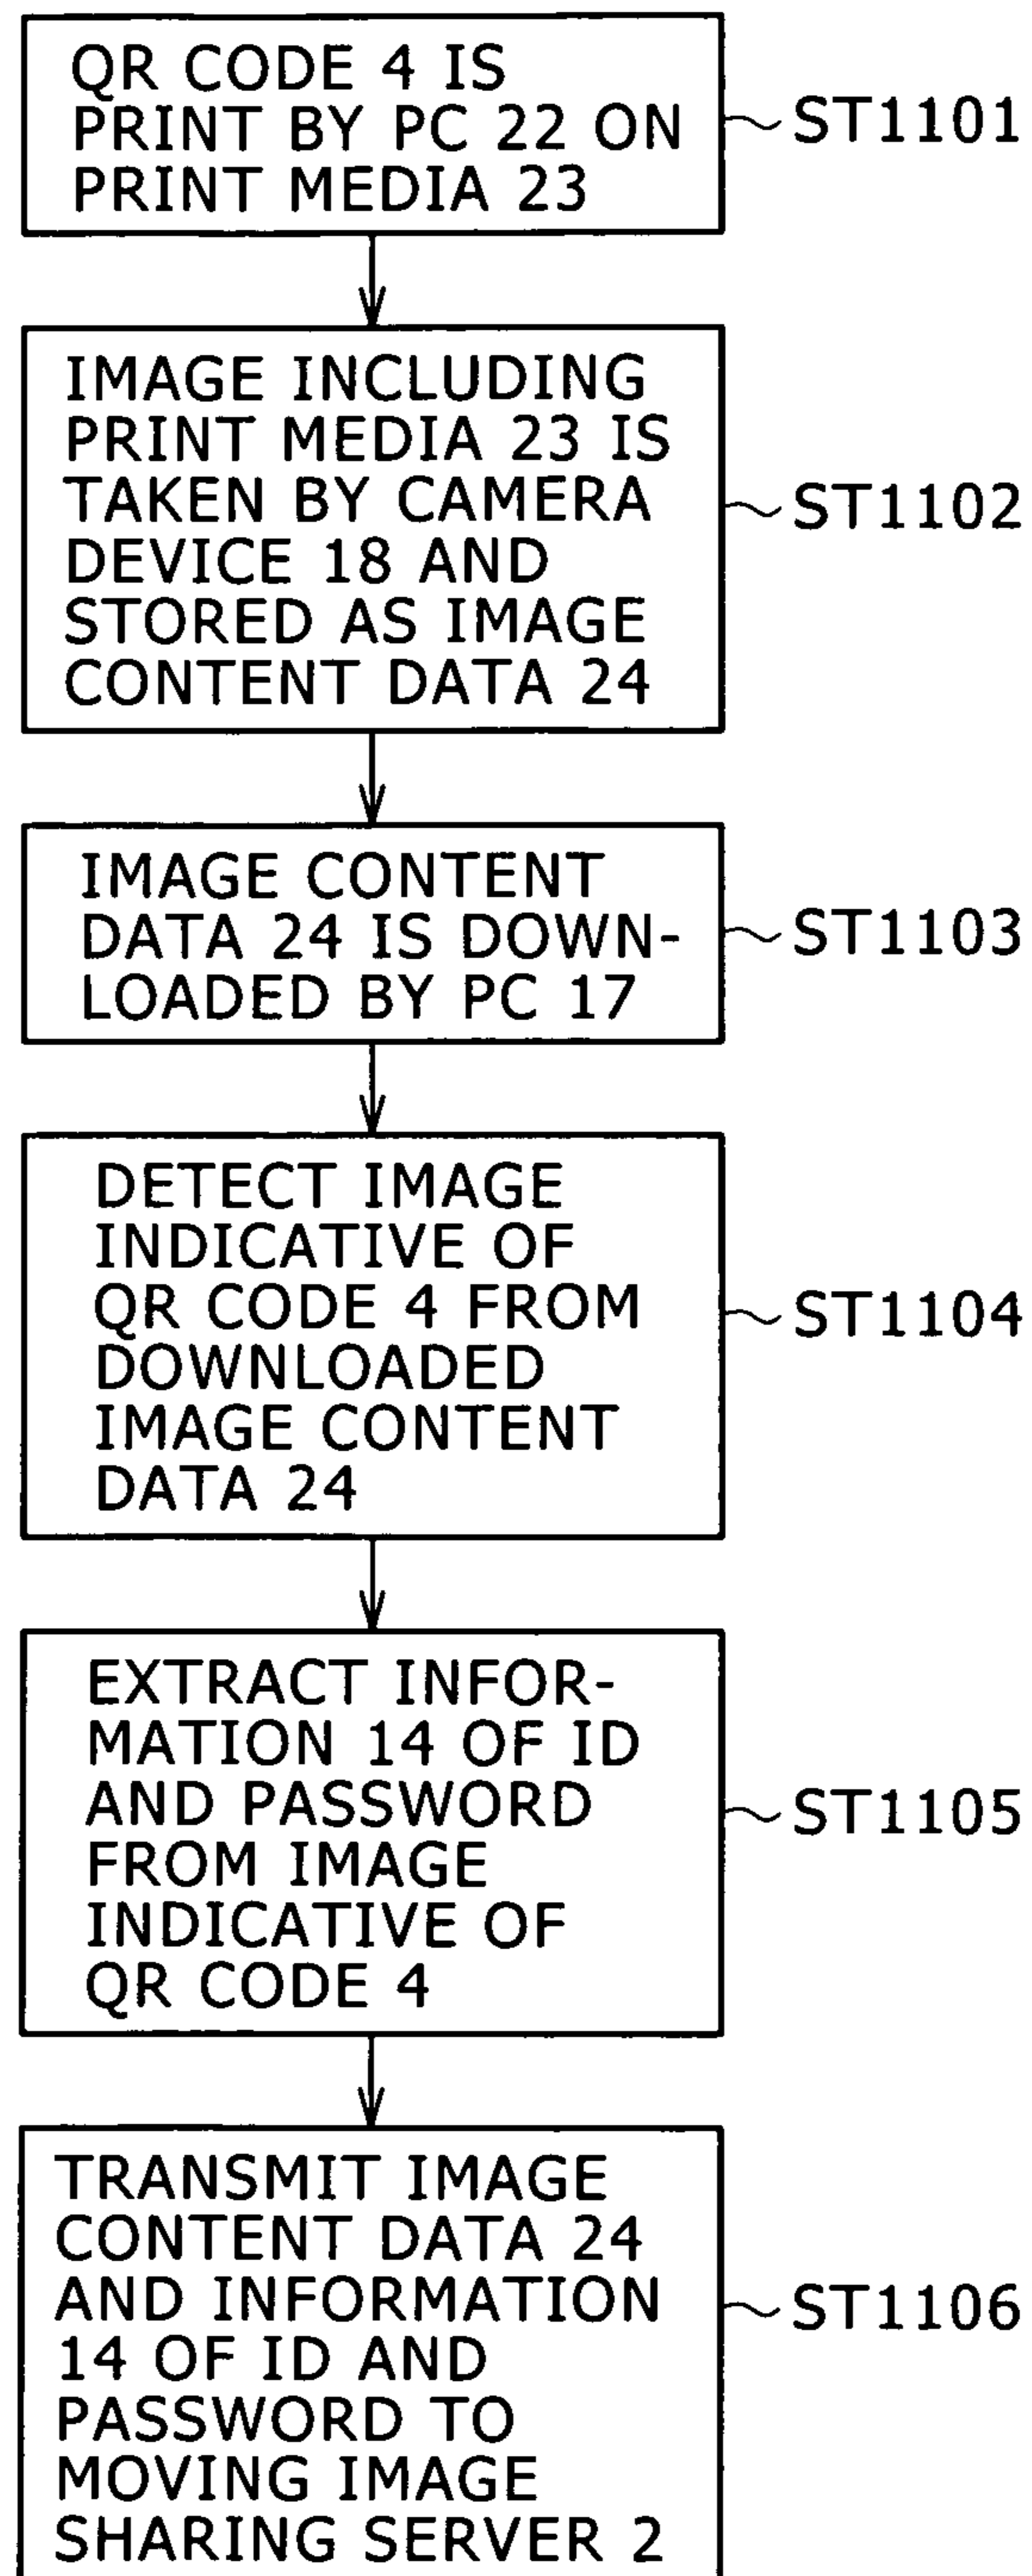 QR CODE 4 IS
PRINT BY PC 22 ON
PRINT MEDIA 23
ST1101
IMAGE INCLUDING
PRINT MEDIA 23 IS
TAKEN BY CAMERA
DEVICE 18 AND
STORED AS IMAGE
CONTENT DATA 24
ST1102
IMAGE CONTENT
DATA 24 IS DOWN-
LOADED BY PC 17
ST1103
DETECT IMAGE
INDICATIVE OF
QR CODE 4 FROM
DOWNLOADED
IMAGE CONTENT
DATA 24
ST1104
EXTRACT INFOR-
MATION 14 OF ID
AND PASSWORD
FROM IMAGE
INDICATIVE OF
QR CODE 4
ST1105
TRANSMIT IMAGE
CONTENT DATA 24
AND INFORMATION
14 OF ID AND
PASSWORD TO
MOVING IMAGE
SHARING SERVER 2
ST1106